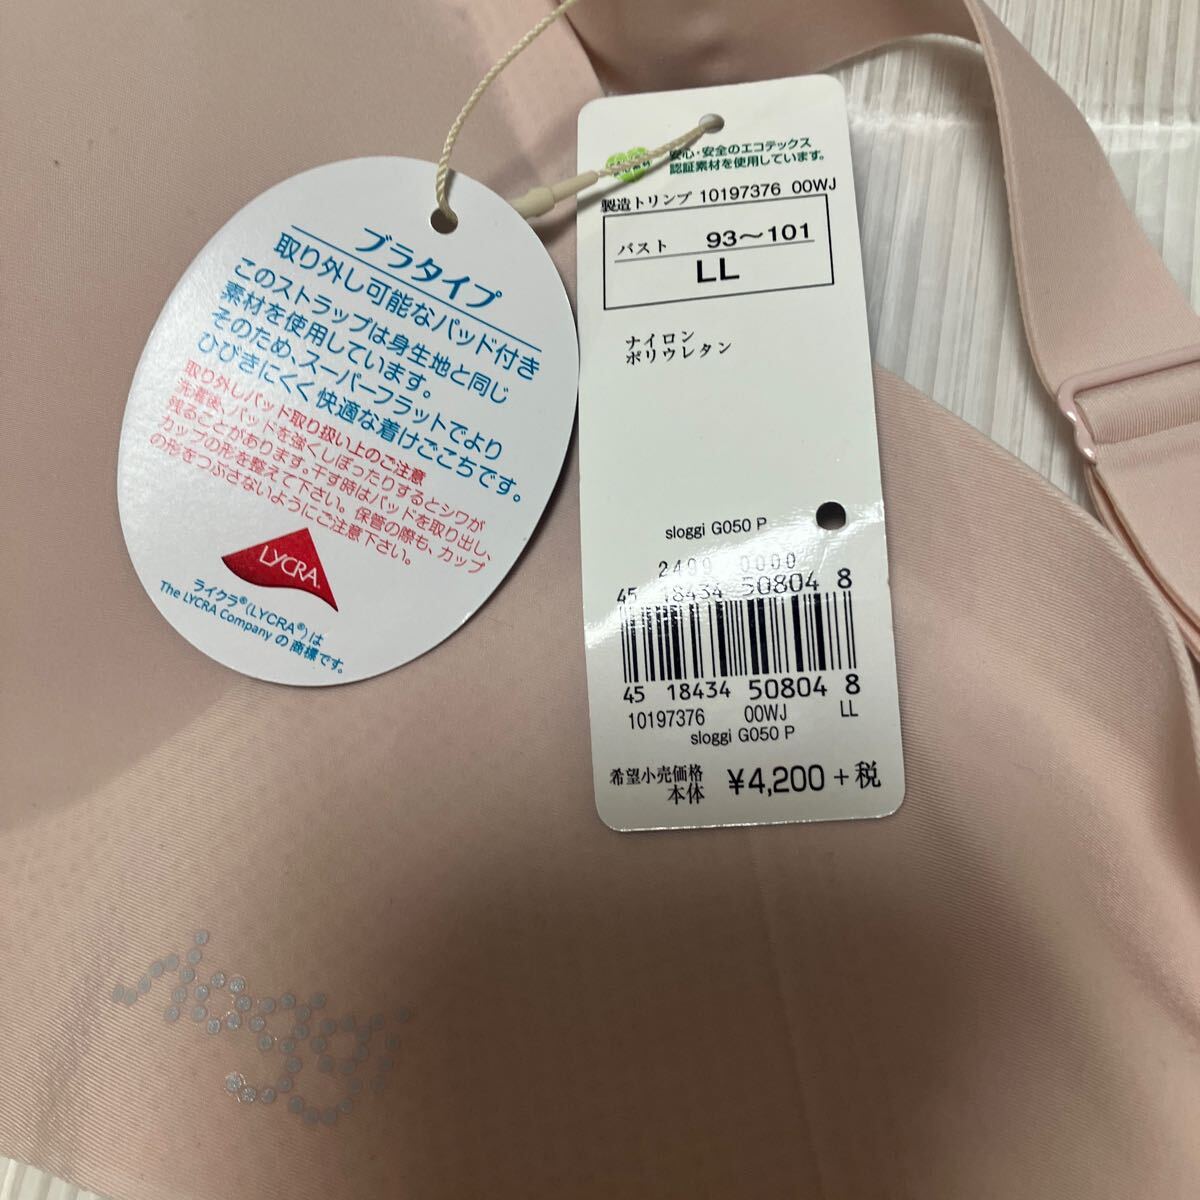 ブラタイプ
取り外し可能なパッド付き
このストラップは身生地と同じ
素材を使用しています。
そのため、スーパーフラットでより
ひびきにくく快適な着けごこちです。
取り外しパッド取り扱い上のご注意
洗濯後、パッドを強くしぼったりするとシワが
残ることがあります。干す時はパッドを取り出し、
カップの形を整えて下さい。保管の際も、カップ
の形をつぶさないようにご注意下さい。
LYCRA®
ライクラ®(LYCRA®)は
The LYCRA Company の商標です。
安心・安全のエコテックス
認証素材を使用しています。
製造トリンプ 10197376 00WJ
バスト 93〜101
LL
ナイロン
ポリウレタン
sloggi G050 P
2499 0000
45 18434 50804 8
45 18434 50804 8
10197376 00WJ LL
sloggi G050 P
希望小売価格
本体 ¥4,200+税
sloggi